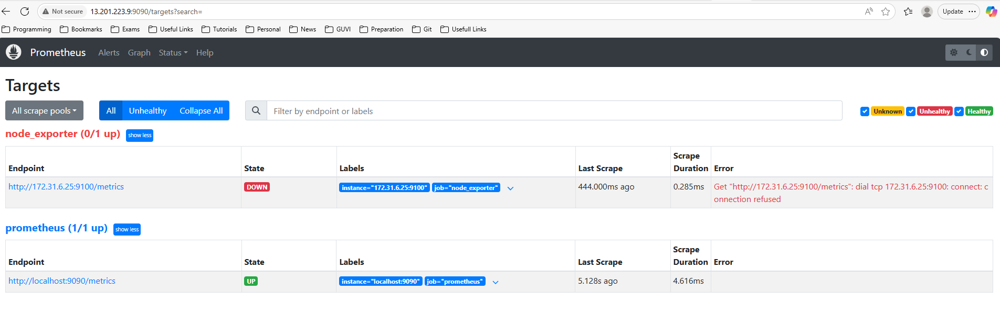 Not secure 13.201.223.9:9090/targets?search= Update
Programming Bookmarks Exams Useful Links Tutorials Personal News GUVI Preparation Git Usefull Links
Prometheus Alerts Graph Status Help
Targets
All scrape pools All Unhealthy Collapse All Filter by endpoint or labels Unknown Unhealthy Healthy
node_exporter (0/1 up) show less
Endpoint State Labels Last Scrape Scrape Duration Error
http://172.31.6.25:9100/metrics DOWN instance="172.31.6.25:9100" job="node_exporter" 444.000ms ago 0.285ms Get "http://172.31.6.25:9100/metrics": dial tcp 172.31.6.25:9100: connect: c
onnection refused
prometheus (1/1 up) show less
Endpoint State Labels Last Scrape Scrape Duration Error
http://localhost:9090/metrics UP instance="localhost:9090" job="prometheus" 5.128s ago 4.616ms